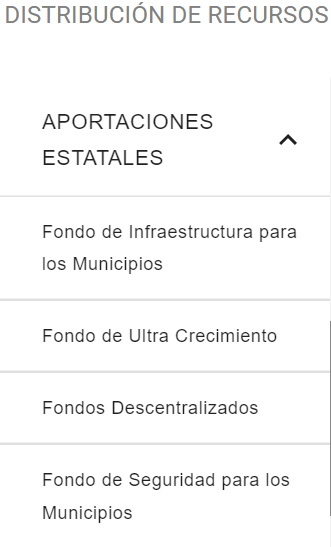 DISTRIBUCIÓN DE RECURSOS
APORTACIONES
ESTATALES
Fondo de Infraestructura para
los Municipios
Fondo de Ultra Crecimiento
Fondos Descentralizados
Fondo de Seguridad para los
Municipios